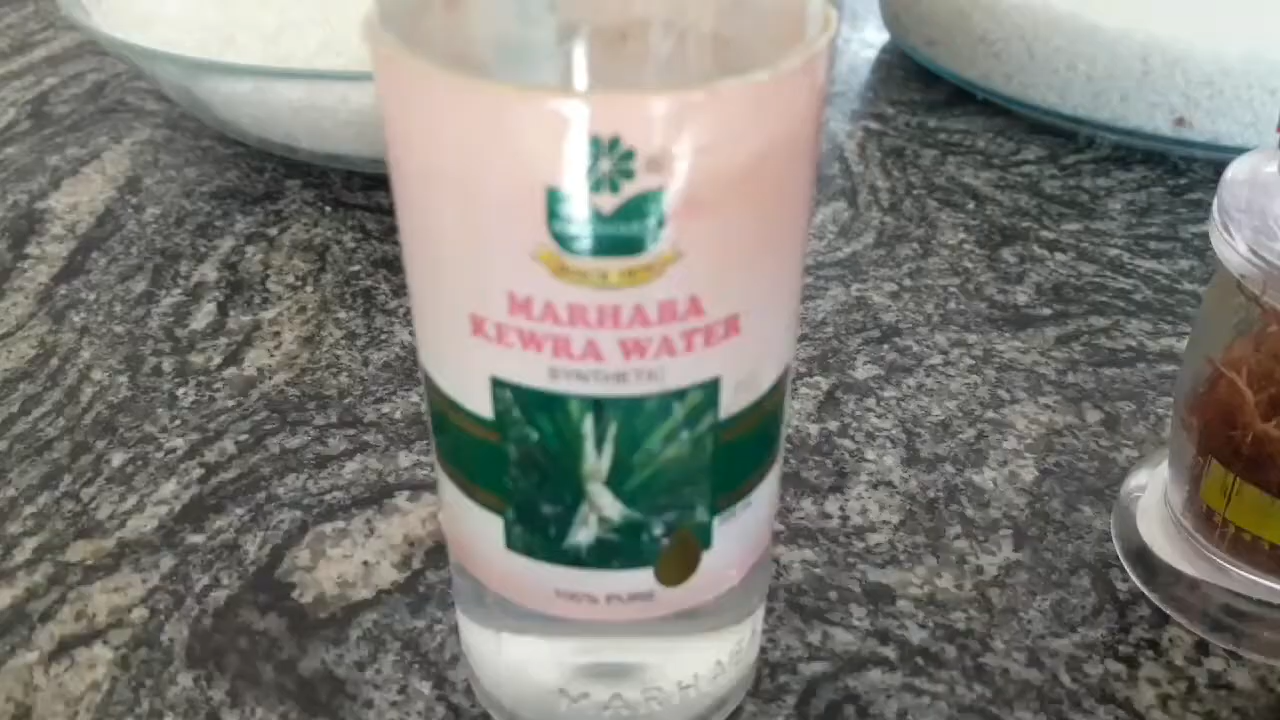 MARHABA
KEWRA WATER
SYNTHETIC
100% PURE
MARHABA